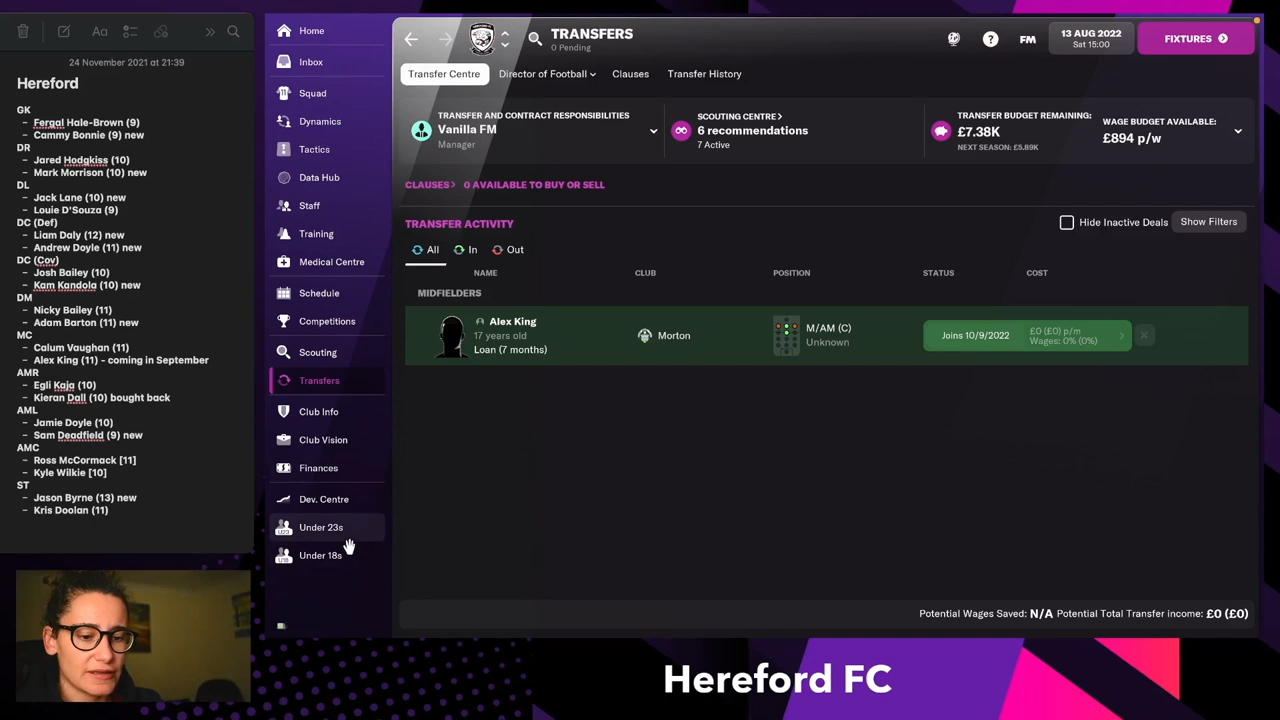 24 November 2021 at 21:39
Hereford
GK
– Fergal Hale-Brown (9)
– Cammy Bonnie (9) new
DR
– Jared Hodgkiss (10)
– Mark Morrison (10) new
DL
– Jack Lane (10) new
– Louie D'Souza (9)
DC (Def)
– Liam Daly (12) new
– Andrew Doyle (11) new
DC (Cov)
– Josh Bailey (10)
– Kam Kandola (10) new
DM
– Nicky Bailey (11)
– Adam Barton (11) new
MC
– Calum Vaughan (11)
– Alex King (11) - coming in September
AMR
– Egli Kaja (10)
– Kieran Dall (10) bought back
AML
– Jamie Doyle (10)
– Sam Deadfield (9) new
AMC
– Ross McCormack [11]
– Kyle Wilkie [10]
ST
– Jason Byrne (13) new
– Kris Doolan (11)
Aa
Home
Inbox
Squad
Dynamics
Tactics
Data Hub
Staff
Training
Medical Centre
Schedule
Competitions
Scouting
Transfers
Club Info
Club Vision
Finances
Dev. Centre
Under 23s
Under 18s
TRANSFERS
0 Pending
FM
13 AUG 2022
Sat 15:00
FIXTURES
Transfer Centre
Director of Football
Clauses
Transfer History
TRANSFER AND CONTRACT RESPONSIBILITIES
Vanilla FM
Manager
SCOUTING CENTRE >
6 recommendations
7 Active
TRANSFER BUDGET REMAINING:
£7.38K
NEXT SEASON: £5.89K
WAGE BUDGET AVAILABLE:
£894 p/w
CLAUSES > 0 AVAILABLE TO BUY OR SELL
TRANSFER ACTIVITY
Hide Inactive Deals
Show Filters
All
In
Out
NAME
CLUB
POSITION
STATUS
COST
MIDFIELDERS
Alex King
17 years old
Loan (7 months)
Morton
M/AM (C)
Unknown
Joins 10/9/2022
£0 (£0) p/m
Wages: 0% (0%)
Potential Wages Saved: N/A Potential Total Transfer income: £0 (£0)
Hereford FC